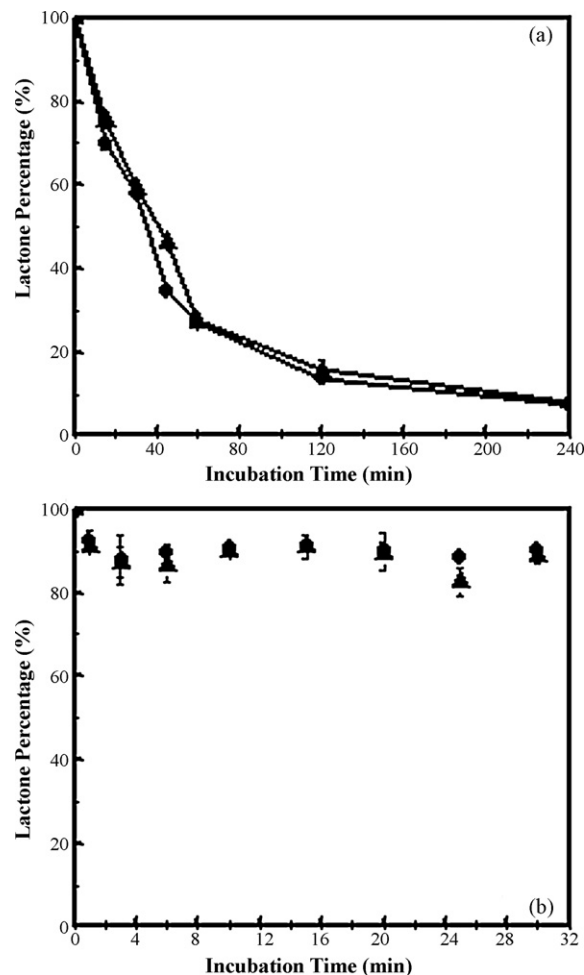 (a)
100
80
60
40
20
0
Lactone Percentage (%)
0 40 80 120 160 200 240
Incubation Time (min)
100
80
60
40
20
0
Lactone Percentage (%)
(b)
0 4 8 12 16 20 24 28 32
Incubation Time (min)